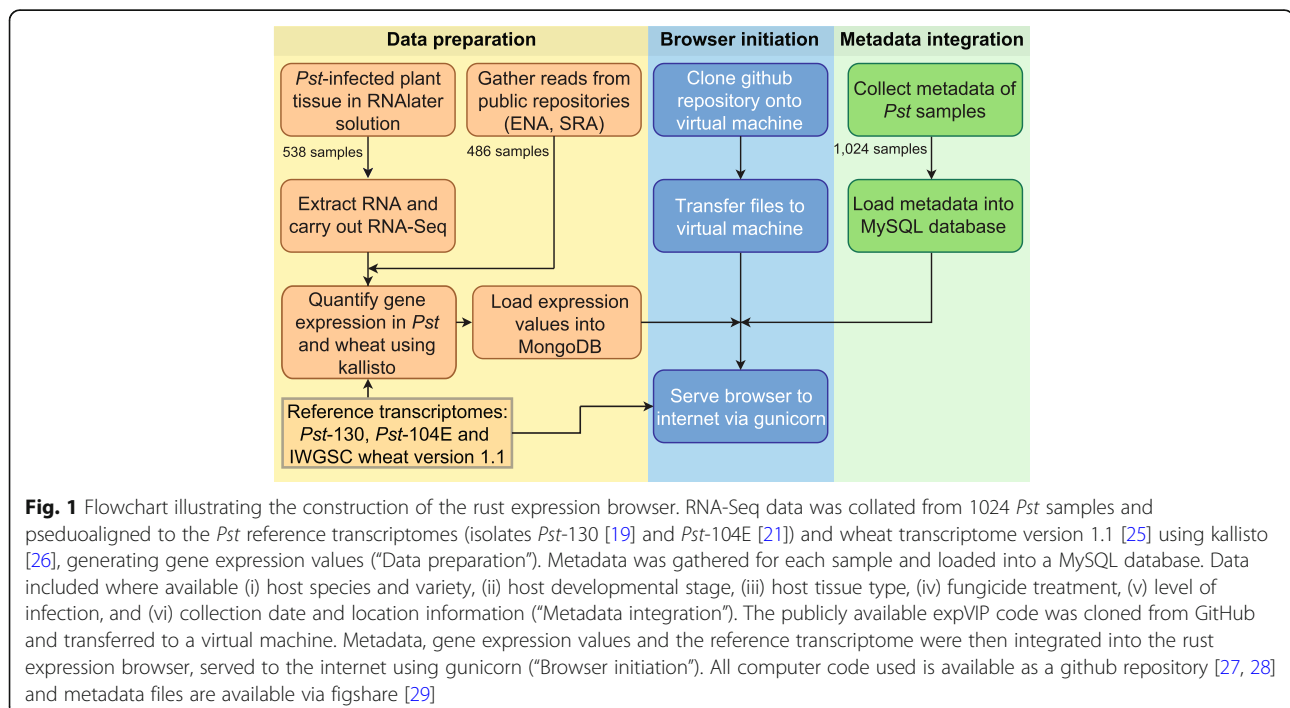 Data preparation
Browser initiation
Metadata integration
Pst-infected plant
tissue in RNAlater
solution
Gather reads from
public repositories
(ENA, SRA)
Clone github
repository onto
virtual machine
Collect metadata of
Pst samples
538 samples
486 samples
1,024 samples
Extract RNA and
carry out RNA-Seq
Transfer files to
virtual machine
Load metadata into
MySQL database
Quantify gene
expression in Pst
and wheat using
kallisto
Load expression
values into
MongoDB
Serve browser to
internet via gunicorn
Reference transcriptomes:
Pst-130, Pst-104E and
IWGSC wheat version 1.1
Fig. 1 Flowchart illustrating the construction of the rust expression browser. RNA-Seq data was collated from 1024 Pst samples and
pseduoaligned to the Pst reference transcriptomes (isolates Pst-130 [19] and Pst-104E [21]) and wheat transcriptome version 1.1 [25] using kallisto
[26], generating gene expression values (“Data preparation”). Metadata was gathered for each sample and loaded into a MySQL database. Data
included where available (i) host species and variety, (ii) host developmental stage, (iii) host tissue type, (iv) fungicide treatment, (v) level of
infection, and (vi) collection date and location information (“Metadata integration”). The publicly available expVIP code was cloned from GitHub
and transferred to a virtual machine. Metadata, gene expression values and the reference transcriptome were then integrated into the rust
expression browser, served to the internet using gunicorn (“Browser initiation”). All computer code used is available as a github repository [27, 28]
and metadata files are available via figshare [29]